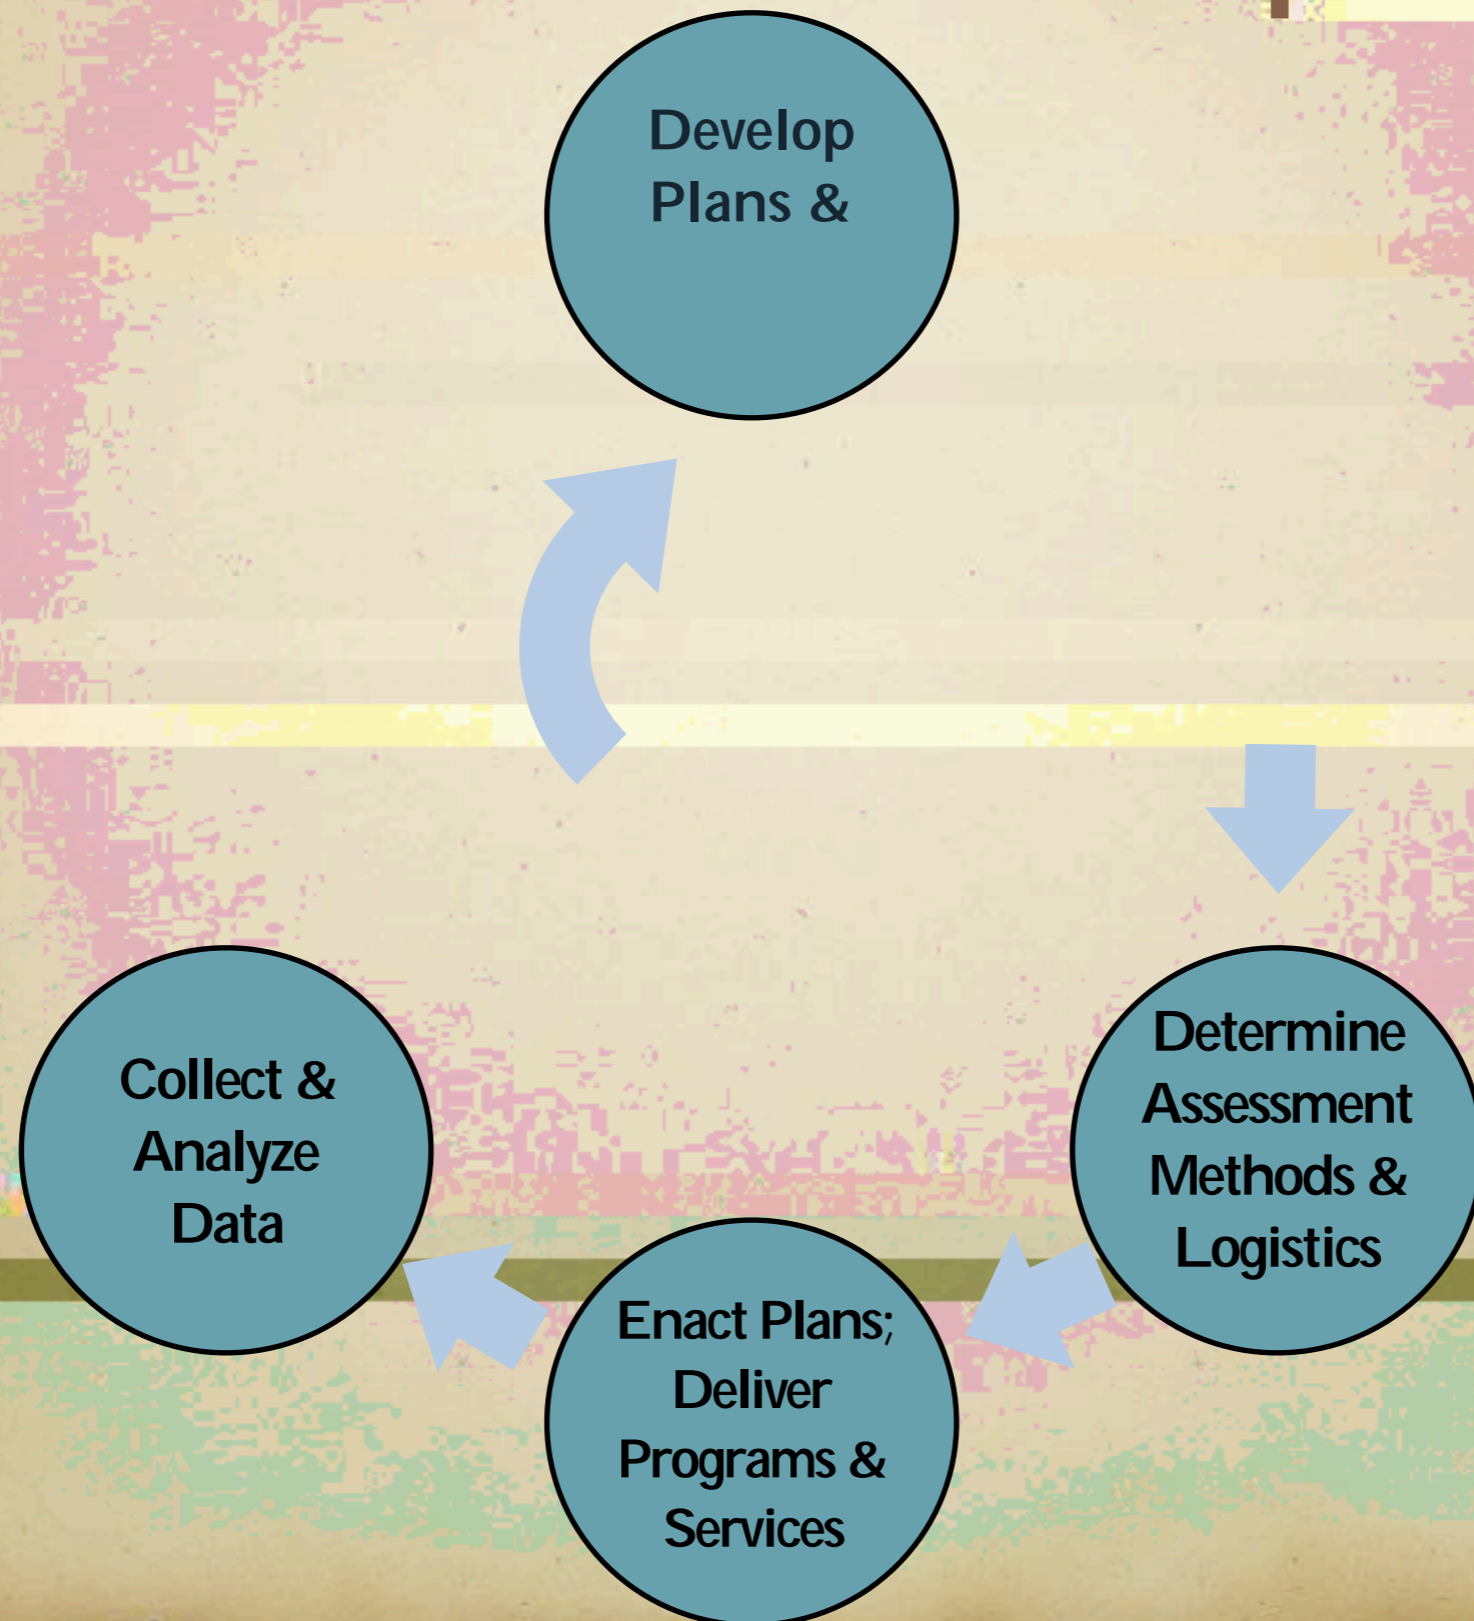 Develop
Plans &
Determine
Assessment
Methods &
Logistics
Enact Plans;
Deliver
Programs &
Services
Collect &
Analyze
Data